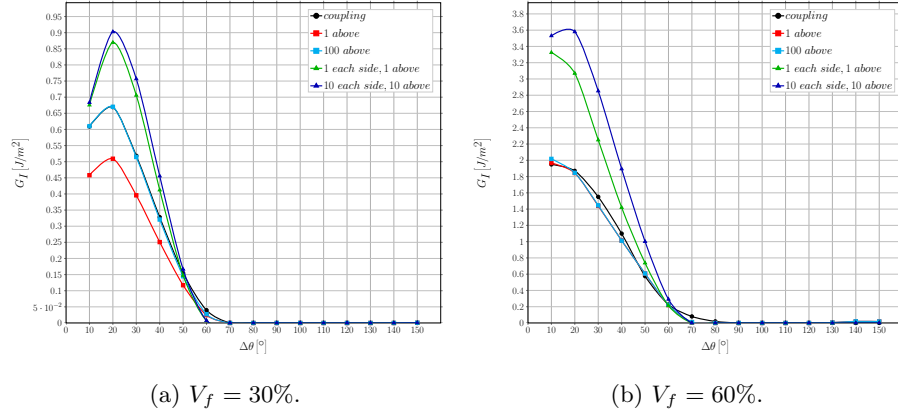 0.95
0.9
0.85
0.8
0.75
0.7
0.65
0.6
0.55
0.5
0.45
0.4
0.35
0.3
0.25
0.2
0.15
0.1
5·10⁻²
0
G_I [J/m²]
0 10 20 30 40 50 60 70 80 90 100 110 120 130 140 150
Δθ [°]
coupling
1 above
100 above
1 each side, 1 above
10 each side, 10 above
(a) V_f = 30%.
3.8
3.6
3.4
3.2
3
2.8
2.6
2.4
2.2
2
1.8
1.6
1.4
1.2
1
0.8
0.6
0.4
0.2
0
G_I [J/m²]
0 10 20 30 40 50 60 70 80 90 100 110 120 130 140 150
Δθ [°]
coupling
1 above
100 above
1 each side, 1 above
10 each side, 10 above
(b) V_f = 60%.